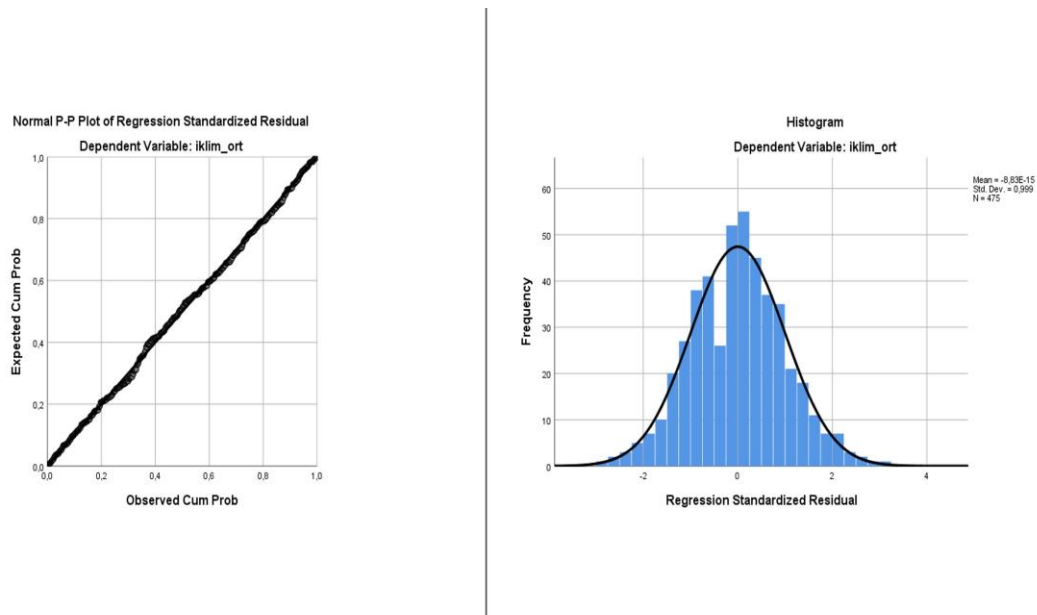 Normal P-P Plot of Regression Standardized Residual
Dependent Variable: iklim_ort
1,0
0,8
0,6
0,4
0,2
0,0
Expected Cum Prob
0,0 0,2 0,4 0,6 0,8 1,0
Observed Cum Prob
Histogram
Dependent Variable: iklim_ort
Mean = -8,83E-15
Std. Dev. = 0,999
N = 475
60
50
40
30
20
10
0
Frequency
-2 0 2 4
Regression Standardized Residual